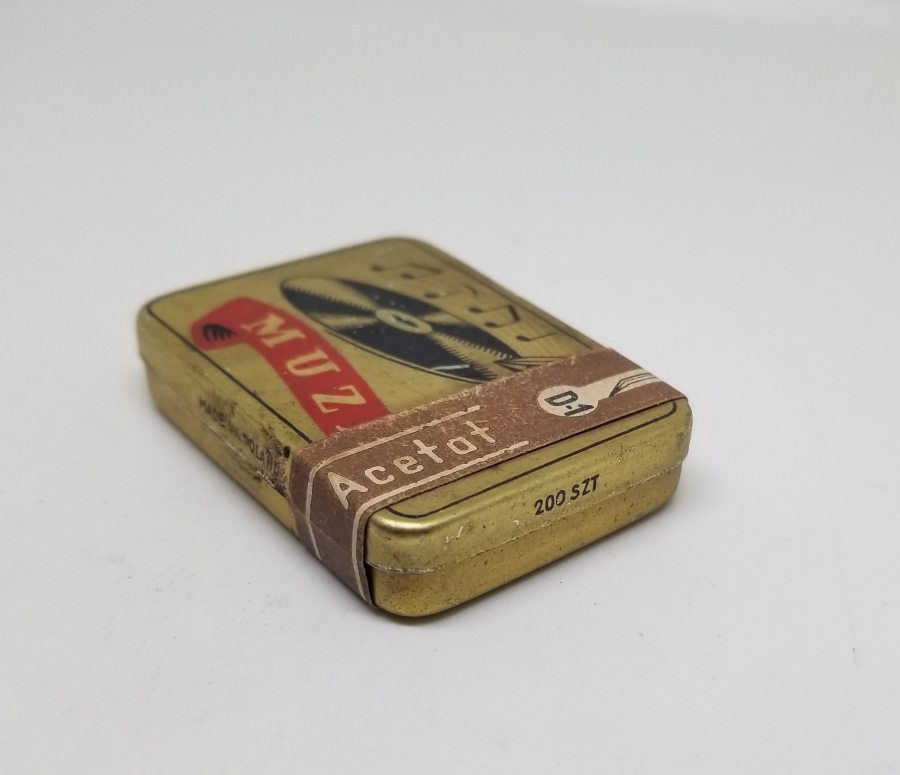 MUZ
Acetat
D-1
200 SZT
MADE IN POLAND